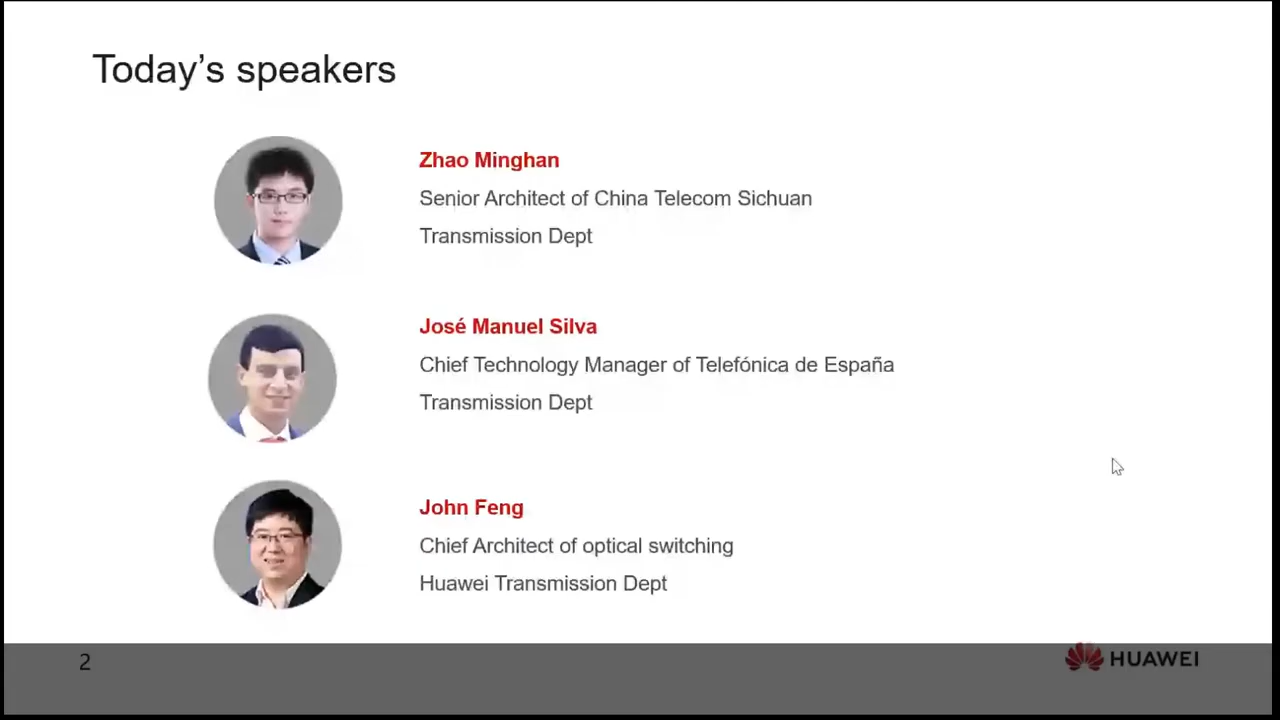 Today’s speakers
Zhao Minghan
Senior Architect of China Telecom Sichuan
Transmission Dept
José Manuel Silva
Chief Technology Manager of Telefónica de España
Transmission Dept
John Feng
Chief Architect of optical switching
Huawei Transmission Dept
2
HUAWEI